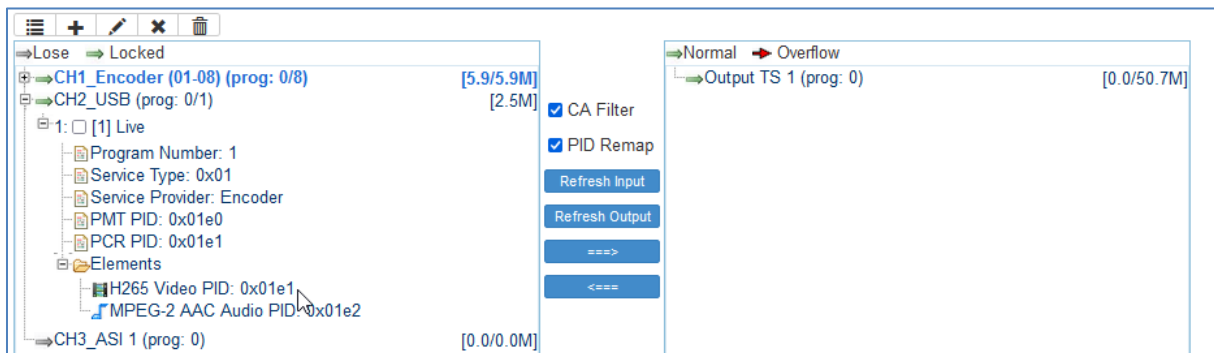 Lose Locked
CH1_Encoder (01-08) (prog: 0/8) [5.9/5.9M]
CH2_USB (prog: 0/1) [2.5M]
1: [1] Live
Program Number: 1
Service Type: 0x01
Service Provider: Encoder
PMT PID: 0x01e0
PCR PID: 0x01e1
Elements
H265 Video PID: 0x01e1
MPEG-2 AAC Audio PID: 0x01e2
CH3_ASI 1 (prog: 0) [0.0/0.0M]
CA Filter
PID Remap
Refresh Input
Refresh Output
===>
<===
Normal Overflow
Output TS 1 (prog: 0) [0.0/50.7M]